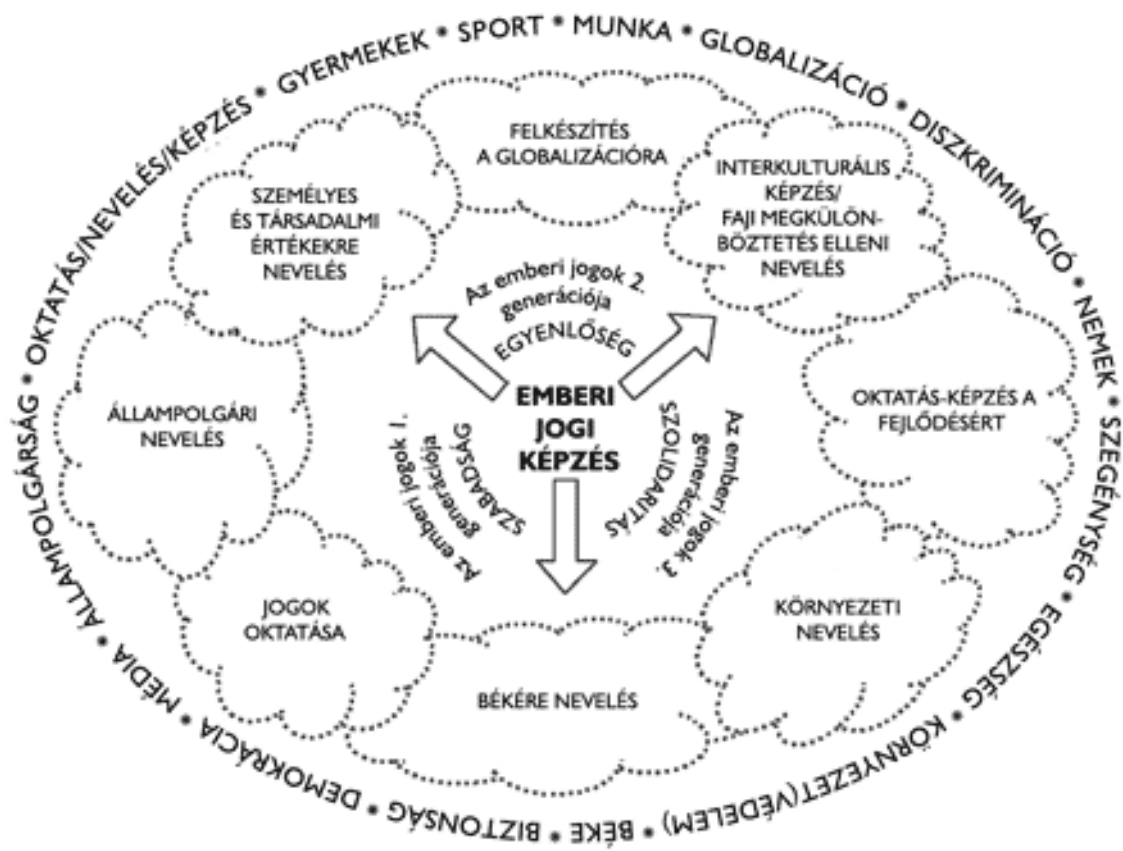 OKTATÁS/NEVELÉS/KÉPZÉS * GYERMEKEK * SPORT * MUNKA * GLOBALIZÁCIÓ * DISZKRIMINÁCIÓ * NEMEK * SZEGÉNYSÉG * EGÉSZSÉG * KÖRNYEZET(VÉDELEM) * BÉKE * BIZTONSÁG * DEMOKRÁCIA * MÉDIA * ÁLLAMPOLGÁRSÁG *
FELKÉSZÍTÉS
A GLOBALIZÁCIÓRA
INTERKULTURÁLIS
KÉPZÉS/
FAJI MEGKÜLÖN-
BÖZTETÉS ELLENI
NEVELÉS
SZEMÉLYES
ÉS TÁRSADALMI
ÉRTÉKEKRE
NEVELÉS
Az emberi jogok 2.
generációja
EGYENLŐSÉG
EMBERI
JOGI
KÉPZÉS
ÁLLAMPOLGÁRI
NEVELÉS
OKTATÁS-KÉPZÉS A
FEJLŐDÉSÉRT
Az emberi jogok 1.
generációja
SZABADSÁG
Az emberi jogok 3.
generációja
SZOLIDARITÁS
JOGOK
OKTATÁSA
KÖRNYEZETI
NEVELÉS
BÉKÉRE NEVELÉS